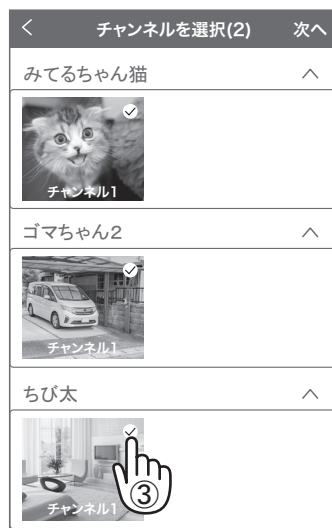 チャンネルを選択(2) 次へ
みてるちゃん猫
チャンネル1
ゴマちゃん2
チャンネル1
ちび太
チャンネル1
③